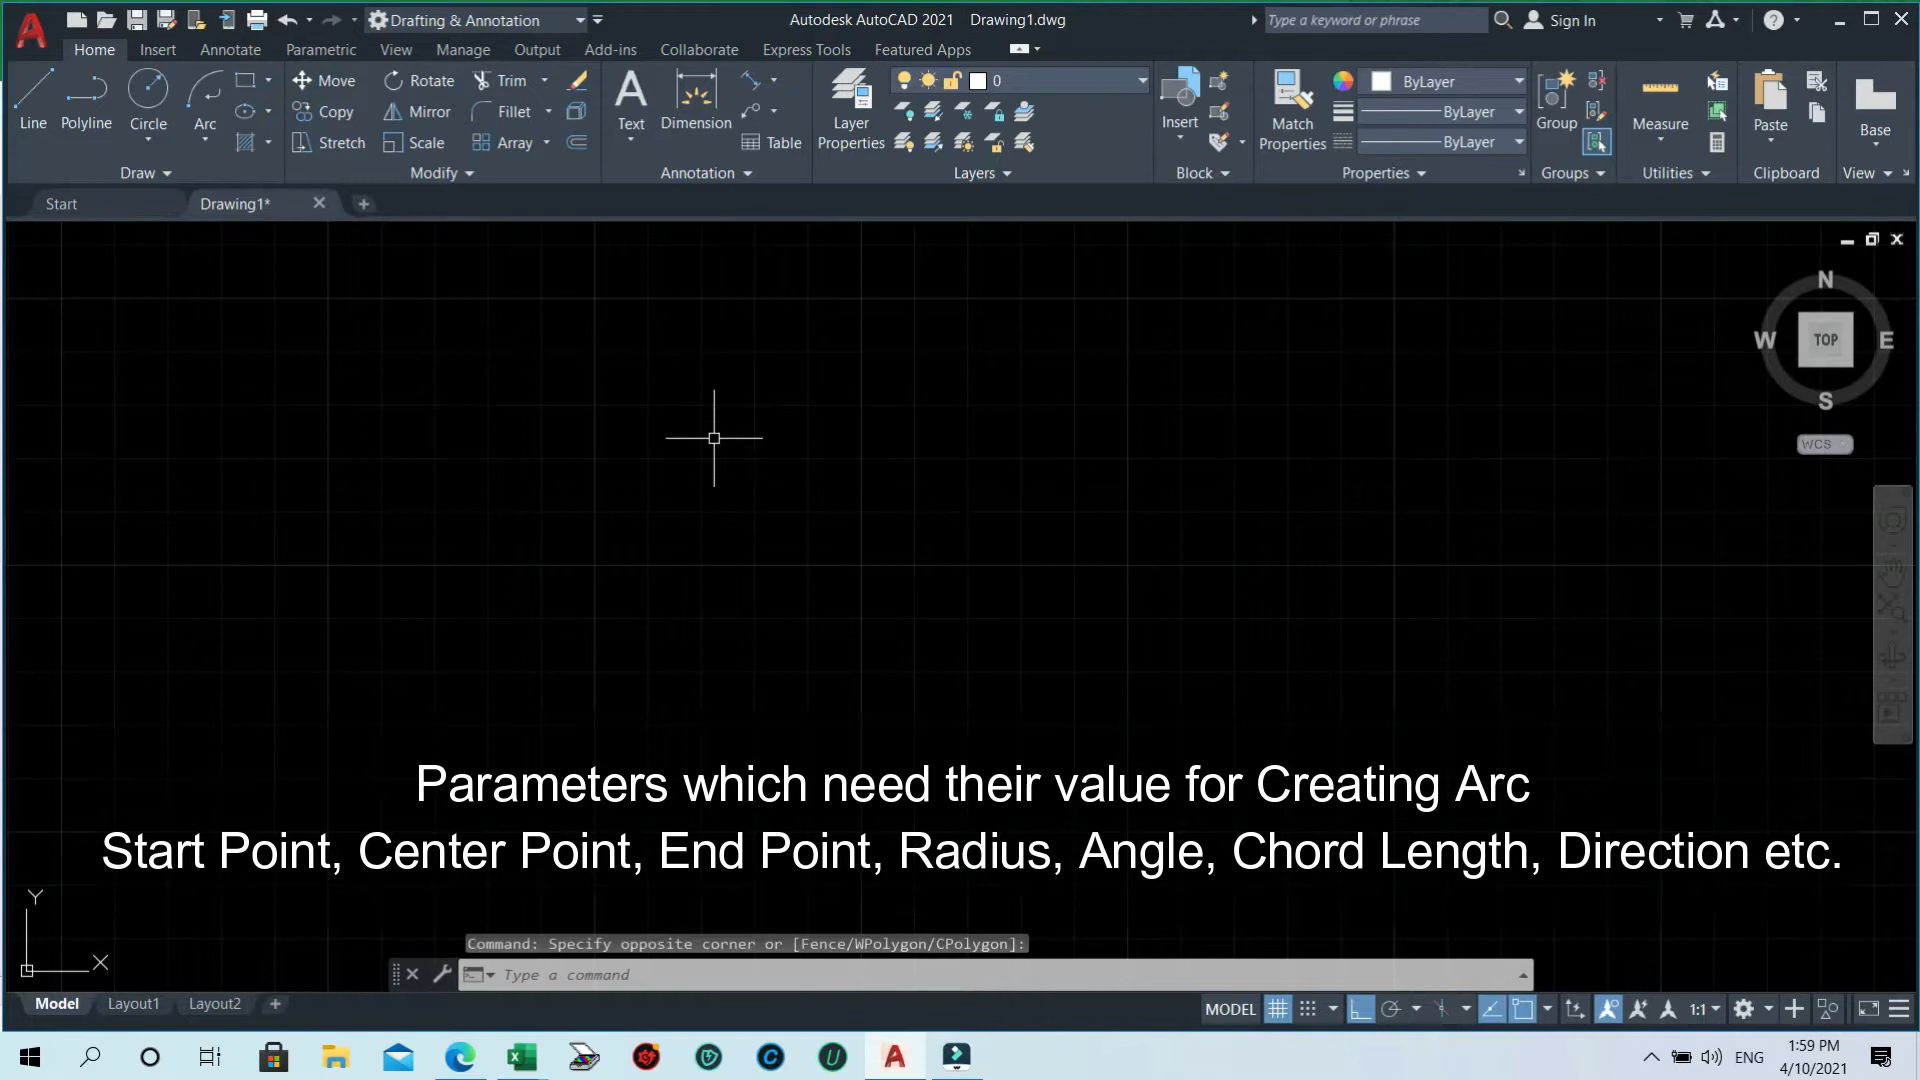 Drafting & Annotation
Autodesk AutoCAD 2021 Drawing1.dwg
Type a keyword or phrase
Sign In
Home Insert Annotate Parametric View Manage Output Add-ins Collaborate Express Tools Featured Apps
Line Polyline Circle Arc
Move Rotate Trim
Copy Mirror Fillet
Stretch Scale Array
Text Dimension Table
Layer Properties
0
Insert
Match Properties
ByLayer
ByLayer
ByLayer
Group
Measure
Paste
Base
Draw Modify Annotation Layers Block Properties Groups Utilities Clipboard View
Start Drawing1*
N
W TOP E
S
WCS
Parameters which need their value for Creating Arc
Start Point, Center Point, End Point, Radius, Angle, Chord Length, Direction etc.
Y
X
Command: Specify opposite corner or [Fence/WPolygon/CPolygon]:
Type a command
Model Layout1 Layout2
MODEL
1:1
ENG
1:59 PM
4/10/2021